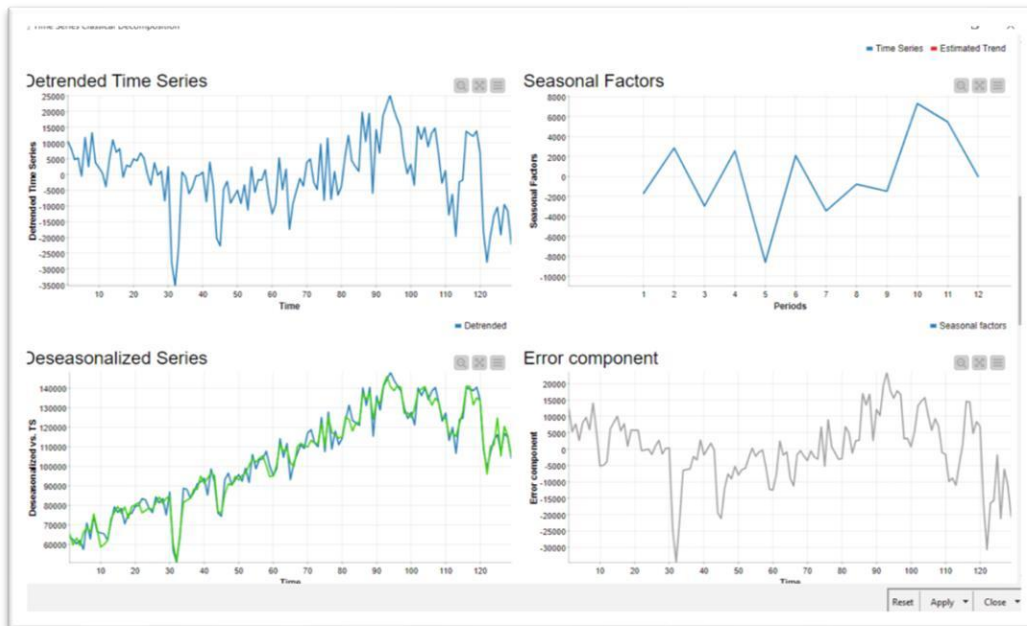 Time Series Classical Decomposition
Time Series Estimated Trend
Detrended Time Series
25000
20000
15000
10000
5000
0
-5000
-10000
-15000
-20000
-25000
-30000
-35000
Detrended Time Series
10 20 30 40 50 60 70 80 90 100 110 120
Time
Detrended
Seasonal Factors
8000
6000
4000
2000
0
-2000
-4000
-6000
-8000
-10000
Seasonal Factors
1 2 3 4 5 6 7 8 9 10 11 12
Periods
Seasonal factors
Deseasonalized Series
140000
130000
120000
110000
100000
90000
80000
70000
60000
Deseasonalized vs. TS
10 20 30 40 50 60 70 80 90 100 110 120
Time
Error component
20000
15000
10000
5000
0
-5000
-10000
-15000
-20000
-25000
-30000
Error component
10 20 30 40 50 60 70 80 90 100 110 120
Time
Reset Apply Close